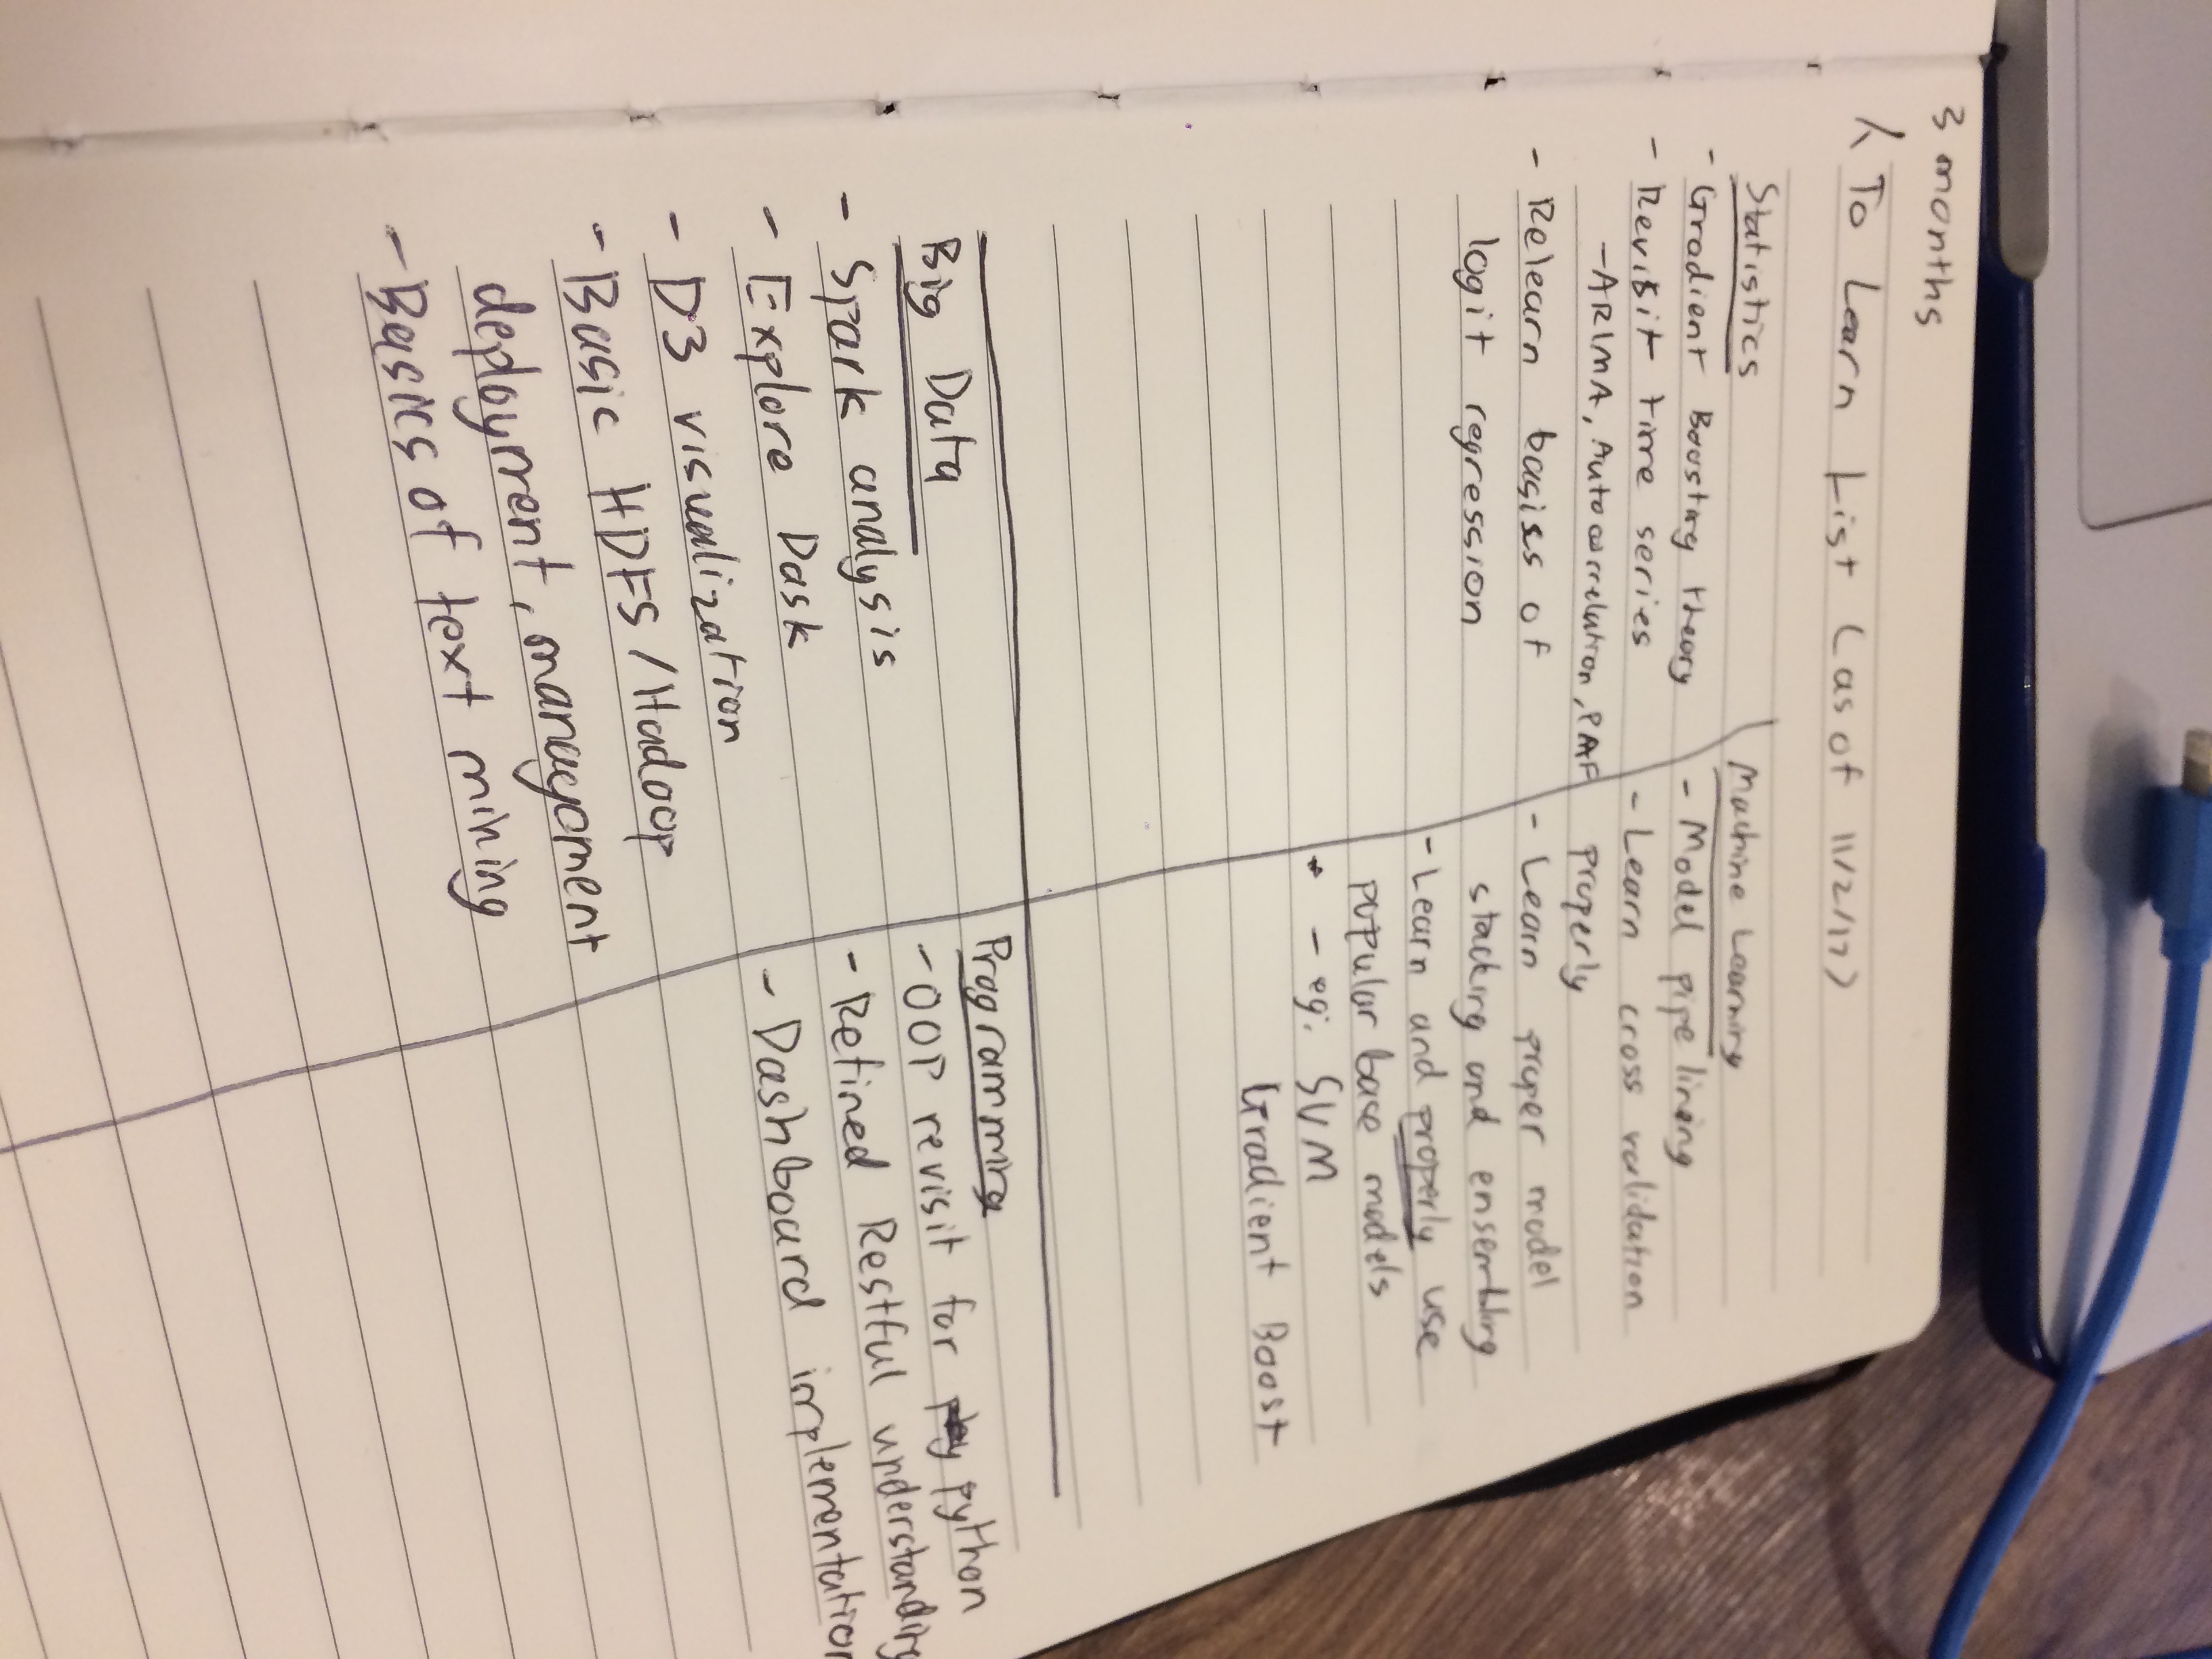 3 months
To Learn List (as of 11/2/17)
Statistics
- Gradient Boosting theory
- Revisit time series
- ARIMA, Autocorrelation, PAF
- Relearn basiss of
logit regression
Machine Learning
- Model pipelining
- Learn cross validation
properly
- Learn proper model
stacking and ensembling
- Learn and properly use
popular base models
* - eg. SVM
Gradient Boost
Big Data
- Spark analysis
- Explore Dask
- D3 visualization
- Basic HDFS/Hadoop
deployment, management
- Basics of text mining
Programming
- OOP revisit for python
- Refined Restful understanding
- Dashboard implementation